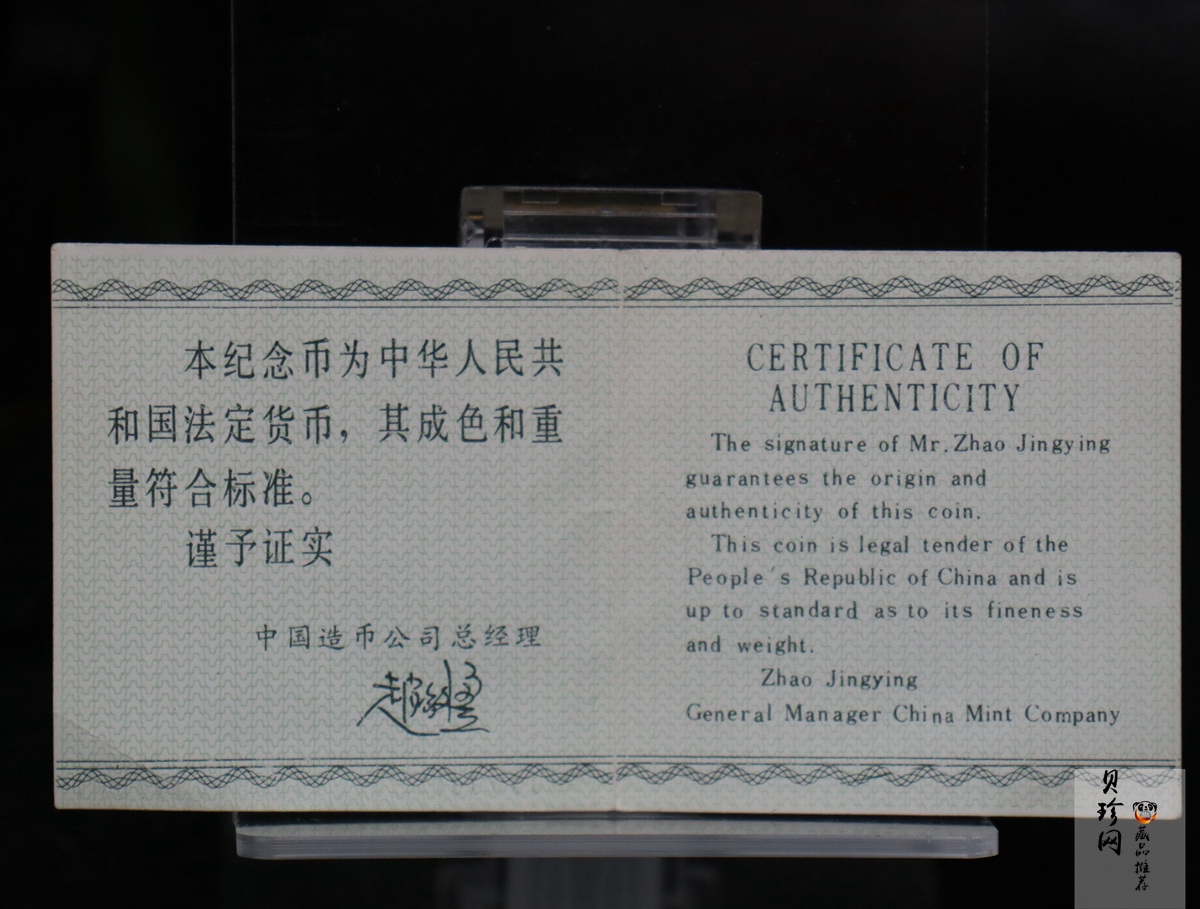 本纪念币为中华人民共
和国法定货币，其成色和重
量符合标准。
谨予证实
中国造币公司总经理
CERTIFICATE OF
AUTHENTICITY
The signature of Mr. Zhao Jingying
guarantees the origin and
authenticity of this coin.
This coin is legal tender of the
People's Republic of China and is
up to standard as to its fineness
and weight.
Zhao Jingying
General Manager China Mint Company
贝珍网
藏品推荐